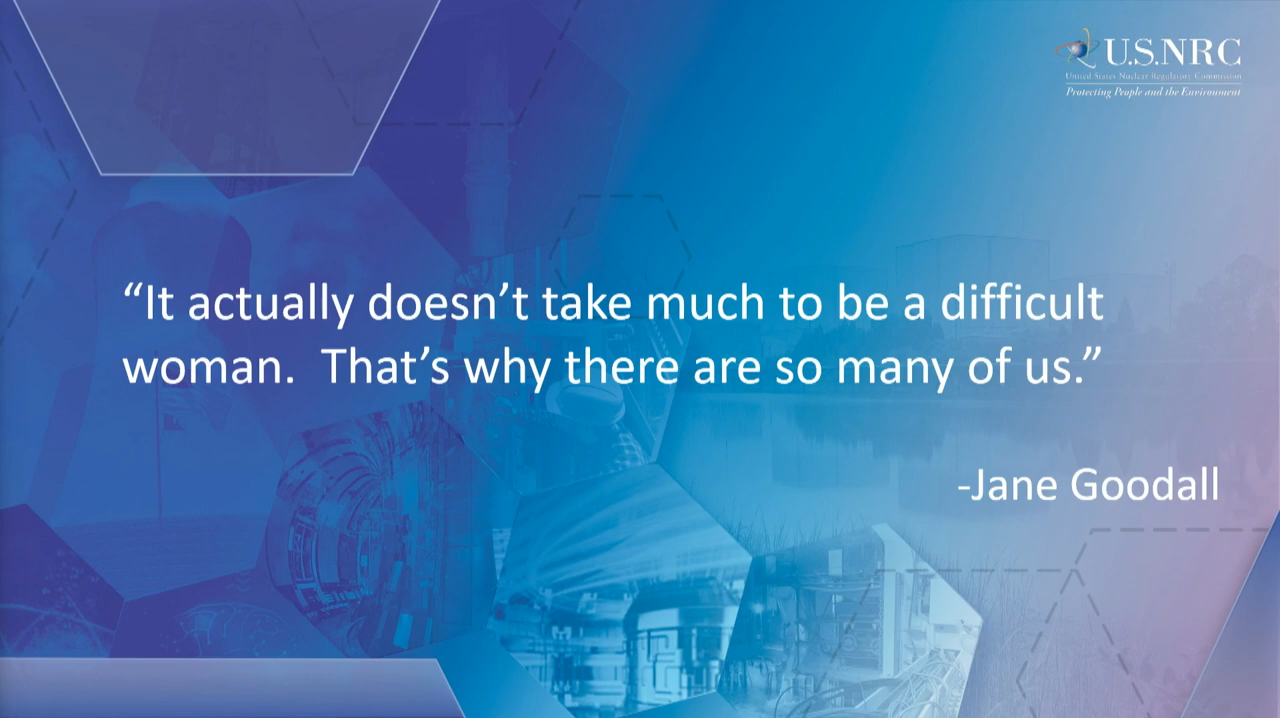 U.S.NRC
United States Nuclear Regulatory Commission
Protecting People and the Environment
“It actually doesn’t take much to be a difficult
woman.  That’s why there are so many of us.”
-Jane Goodall